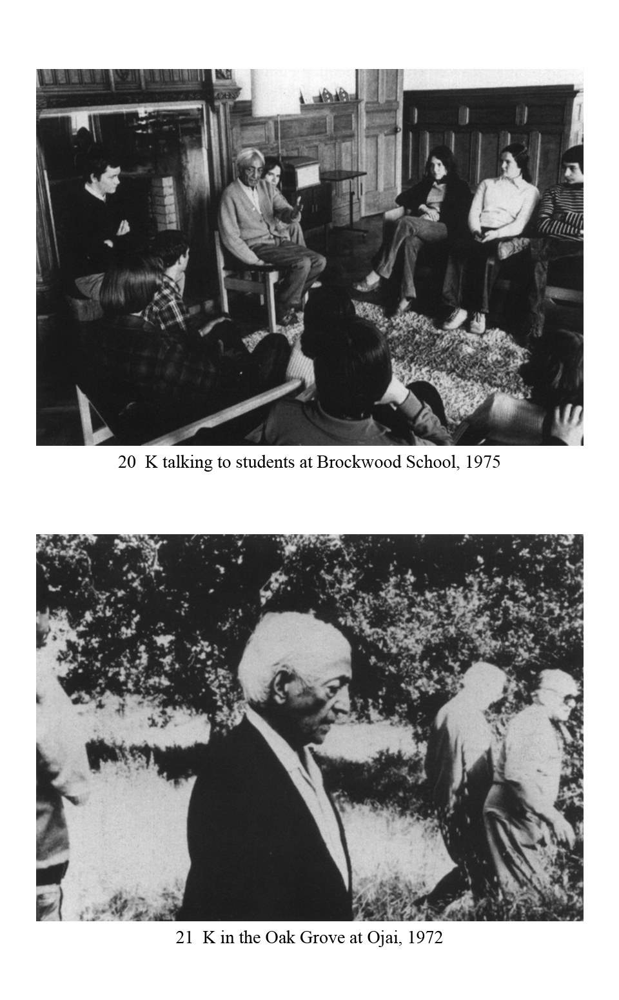 20 K talking to students at Brockwood School, 1975
21 K in the Oak Grove at Ojai, 1972